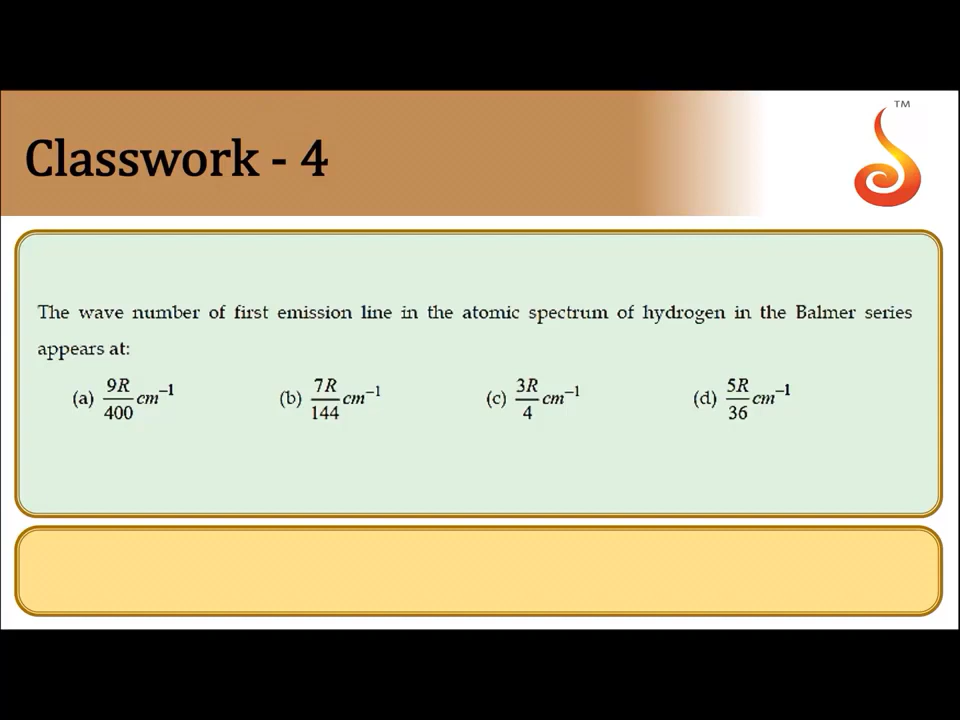 TM
Classwork - 4
The wave number of first emission line in the atomic spectrum of hydrogen in the Balmer series
appears at:
(a) 9R/400 cm⁻¹ (b) 7R/144 cm⁻¹ (c) 3R/4 cm⁻¹ (d) 5R/36 cm⁻¹